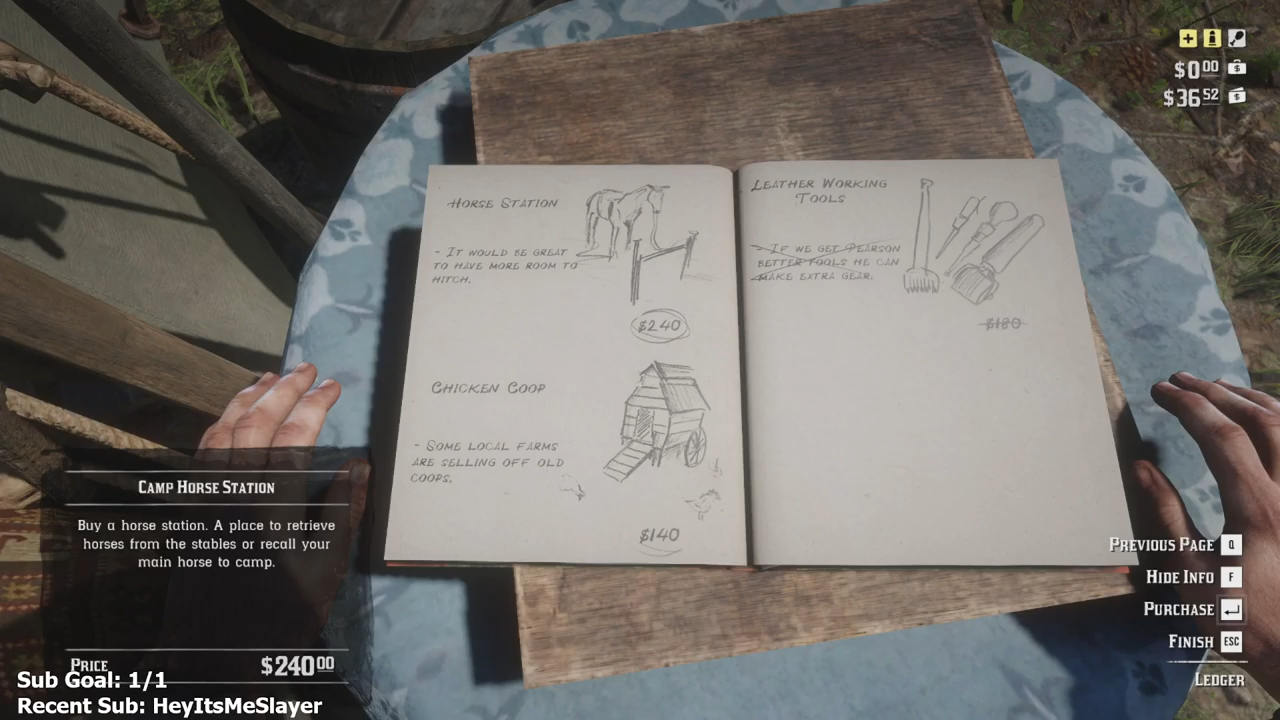 $0.00
$36.52
HORSE STATION
- IT WOULD BE GREAT
TO HAVE MORE ROOM TO
HITCH.
$240
CHICKEN COOP
- SOME LOCAL FARMS
ARE SELLING OFF OLD
COOPS.
$140
LEATHER WORKING
TOOLS
- IF WE GET PEARSON
BETTER TOOLS HE CAN
MAKE EXTRA GEAR.
$180
CAMP HORSE STATION
Buy a horse station. A place to retrieve
horses from the stables or recall your
main horse to camp.
PRICE $240.00
Sub Goal: 1/1
Recent Sub: HeyItsMeSlayer
PREVIOUS PAGE Q
HIDE INFO F
PURCHASE
FINISH ESC
LEDGER